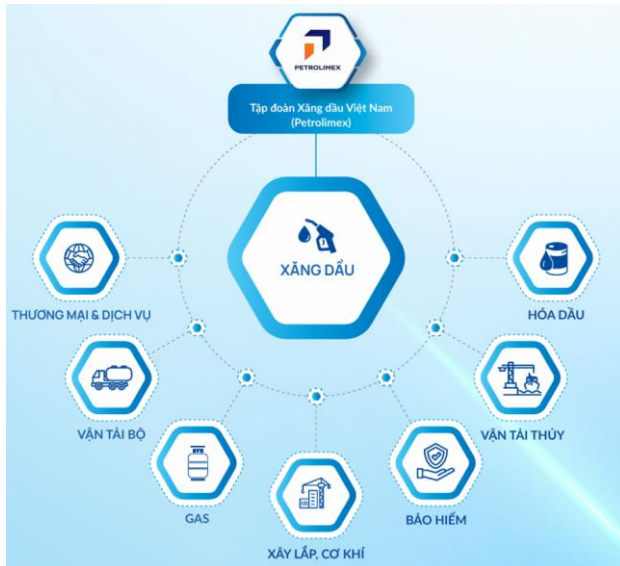 PETROLIMEX
Tập đoàn Xăng dầu Việt Nam
(Petrolimex)
XĂNG DẦU
THƯƠNG MẠI & DỊCH VỤ
HÓA DẦU
VẬN TẢI BỘ
VẬN TẢI THỦY
GAS
BẢO HIỂM
XÂY LẮP, CƠ KHÍ